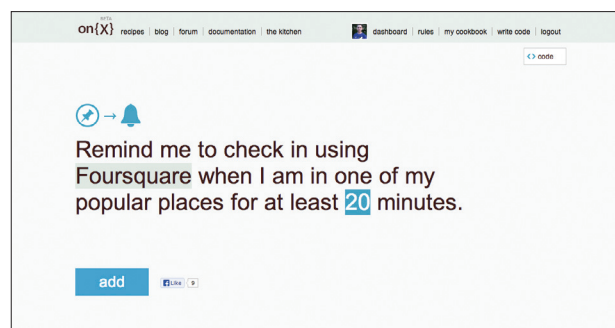 BETA
on{X} recipes blog forum documentation the kitchen dashboard rules my cookbook write code logout
<> code
Remind me to check in using
Foursquare when I am in one of my
popular places for at least 20 minutes.
add Like 9